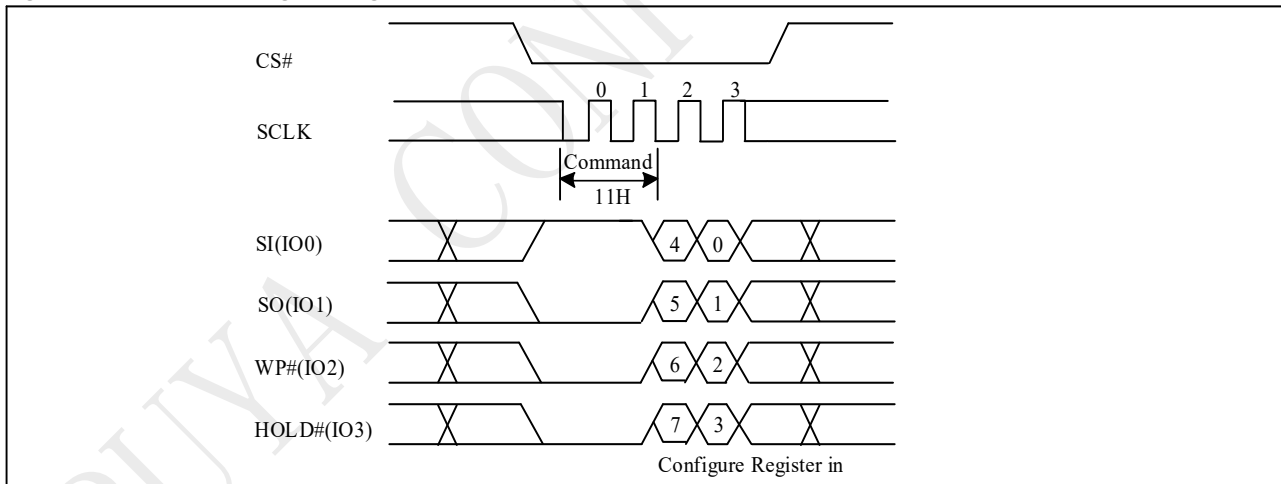 CS#
0 1 2 3
SCLK
Command
11H
SI(IO0) 4 0
SO(IO1) 5 1
WP#(IO2) 6 2
HOLD#(IO3) 7 3
Configure Register in